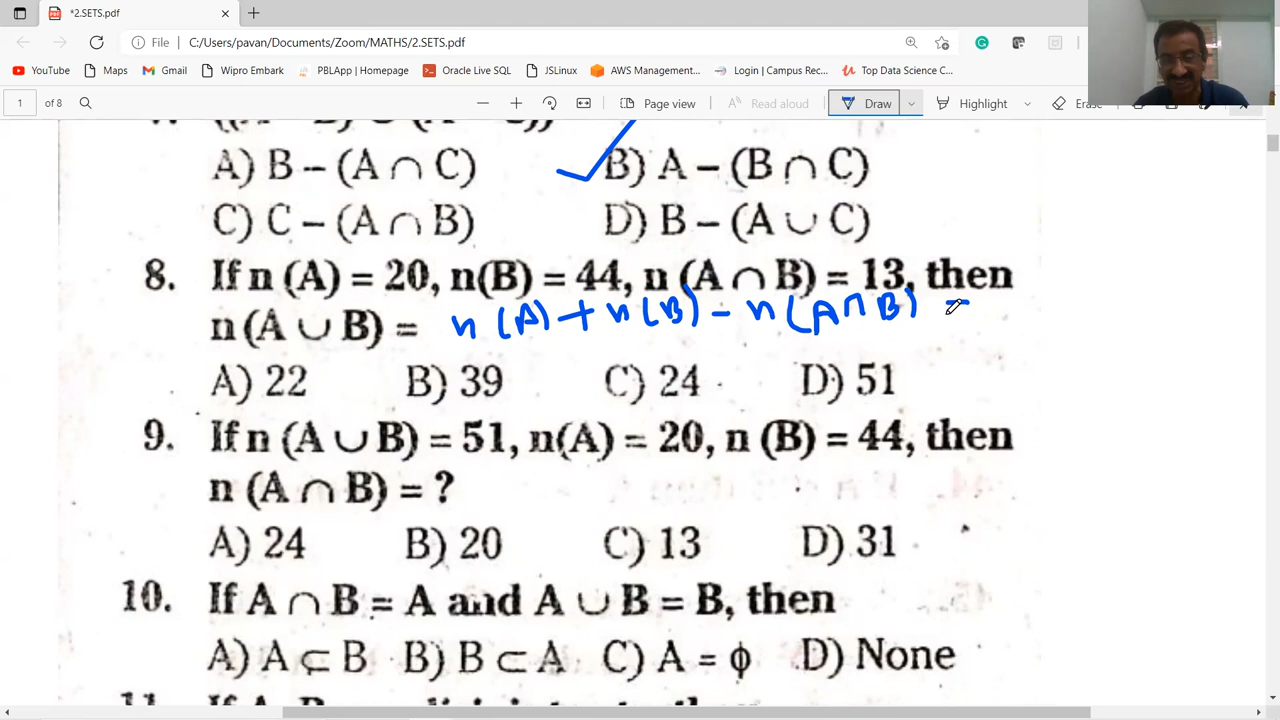 *2.SETS.pdf
File C:/Users/pavan/Documents/Zoom/MATHS/2.SETS.pdf
YouTube Maps Gmail Wipro Embark- PBLApp | Homepage Oracle Live SQL JSLinux AWS Management... Login | Campus Rec... Top Data Science C...
1 of 8 Page view Read aloud Draw Highlight Erase
A) B – (A ∩ C) B) A – (B ∩ C)
C) C – (A ∩ B) D) B – (A ∪ C)
8. If n (A) = 20, n(B) = 44, n (A ∩ B) = 13, then
n (A ∪ B) = n (A) + n (B) - n (A ∩ B) =
A) 22 B) 39 C) 24 D) 51
9. If n (A ∪ B) = 51, n(A) = 20, n (B) = 44, then
n (A ∩ B) = ?
A) 24 B) 20 C) 13 D) 31
10. If A ∩ B = A and A ∪ B = B, then
A) A ⊂ B B) B ⊂ A C) A = ϕ D) None